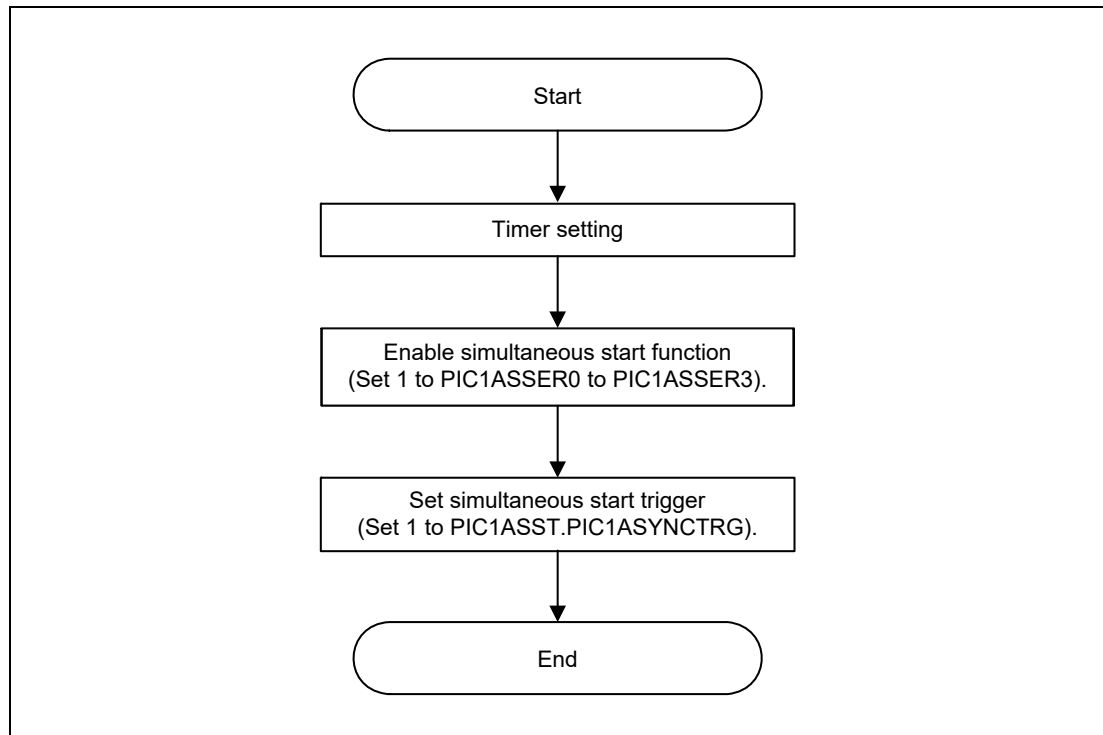 Start
Timer setting
Enable simultaneous start function
(Set 1 to PIC1ASSER0 to PIC1ASSER3).
Set simultaneous start trigger
(Set 1 to PIC1ASST.PIC1ASYNCTRG).
End